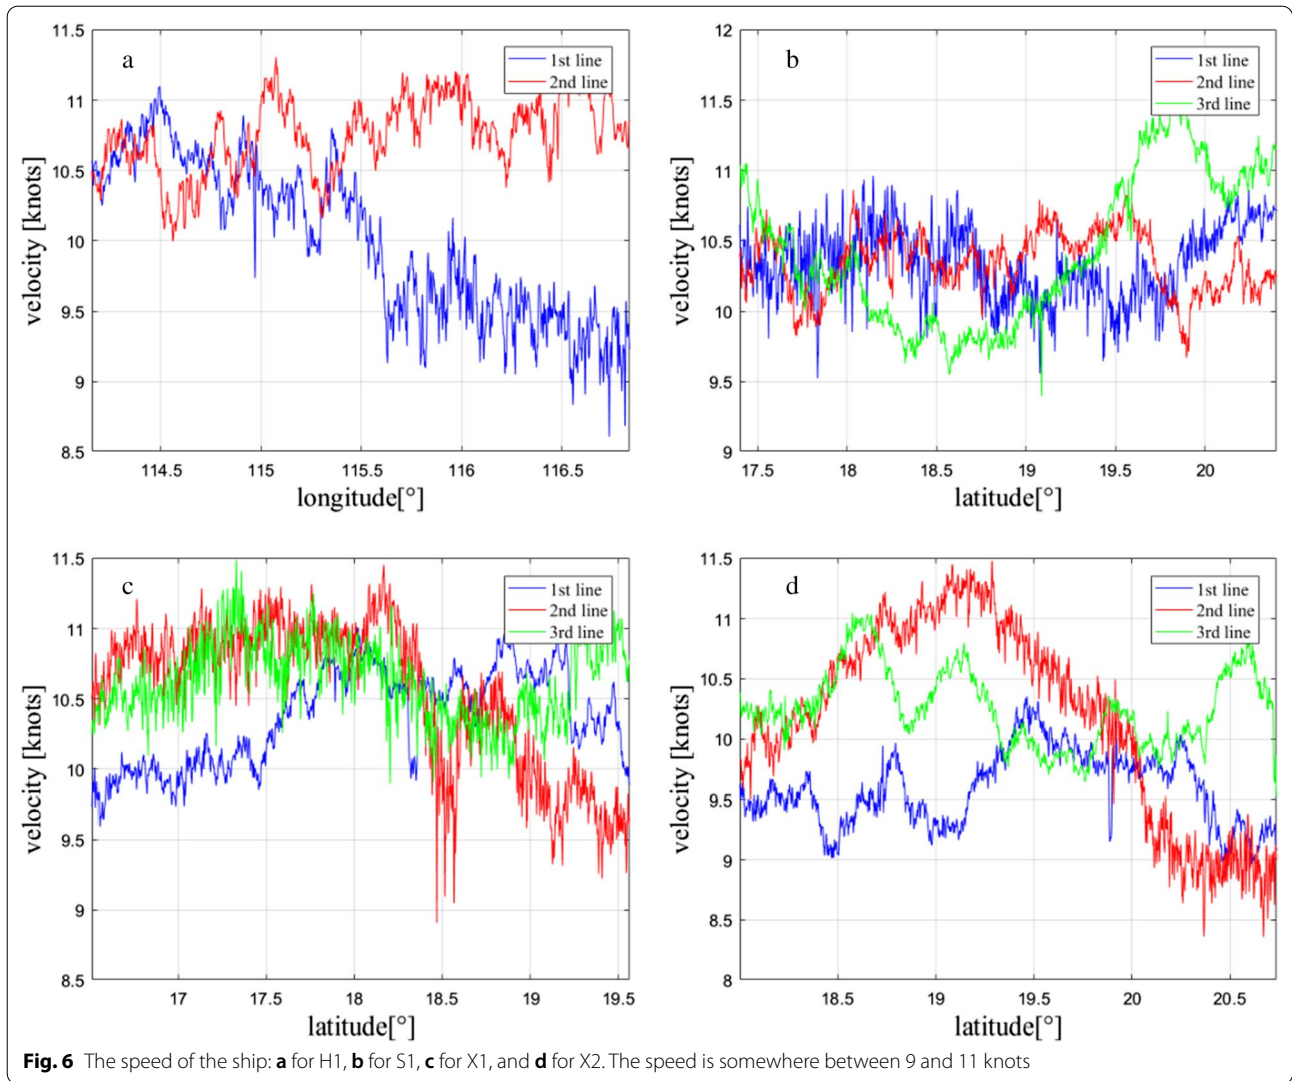 a
1st line
2nd line
11.5
11
10.5
10
9.5
9
8.5
velocity [knots]
114.5 115 115.5 116 116.5
longitude[°]
b
1st line
2nd line
3rd line
12
11.5
11
10.5
10
9.5
9
velocity [knots]
17.5 18 18.5 19 19.5 20
latitude[°]
c
1st line
2nd line
3rd line
11.5
11
10.5
10
9.5
9
8.5
velocity [knots]
17 17.5 18 18.5 19 19.5
latitude[°]
d
1st line
2nd line
3rd line
11.5
11
10.5
10
9.5
9
8.5
8
velocity [knots]
18.5 19 19.5 20 20.5
latitude[°]
Fig. 6 The speed of the ship: a for H1, b for S1, c for X1, and d for X2. The speed is somewhere between 9 and 11 knots